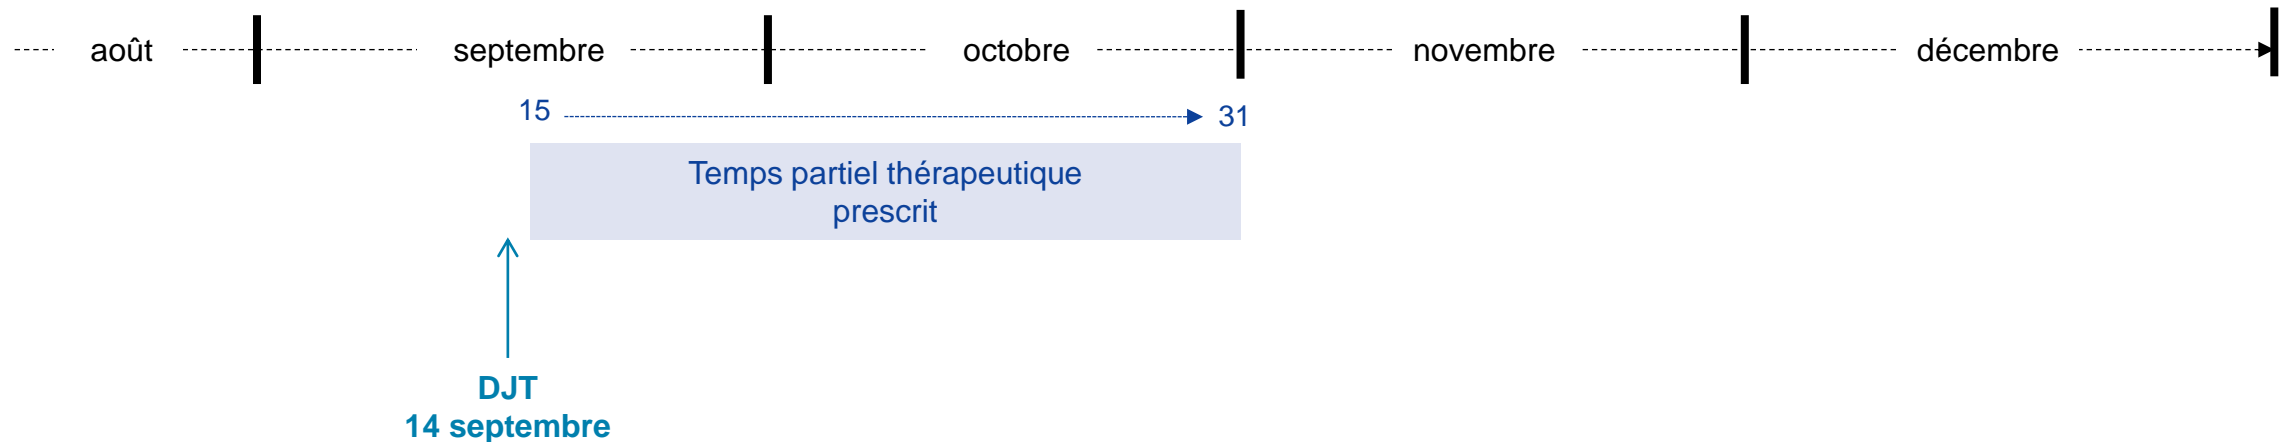 août septembre octobre novembre décembre
15 31
Temps partiel thérapeutique
prescrit
DJT
14 septembre